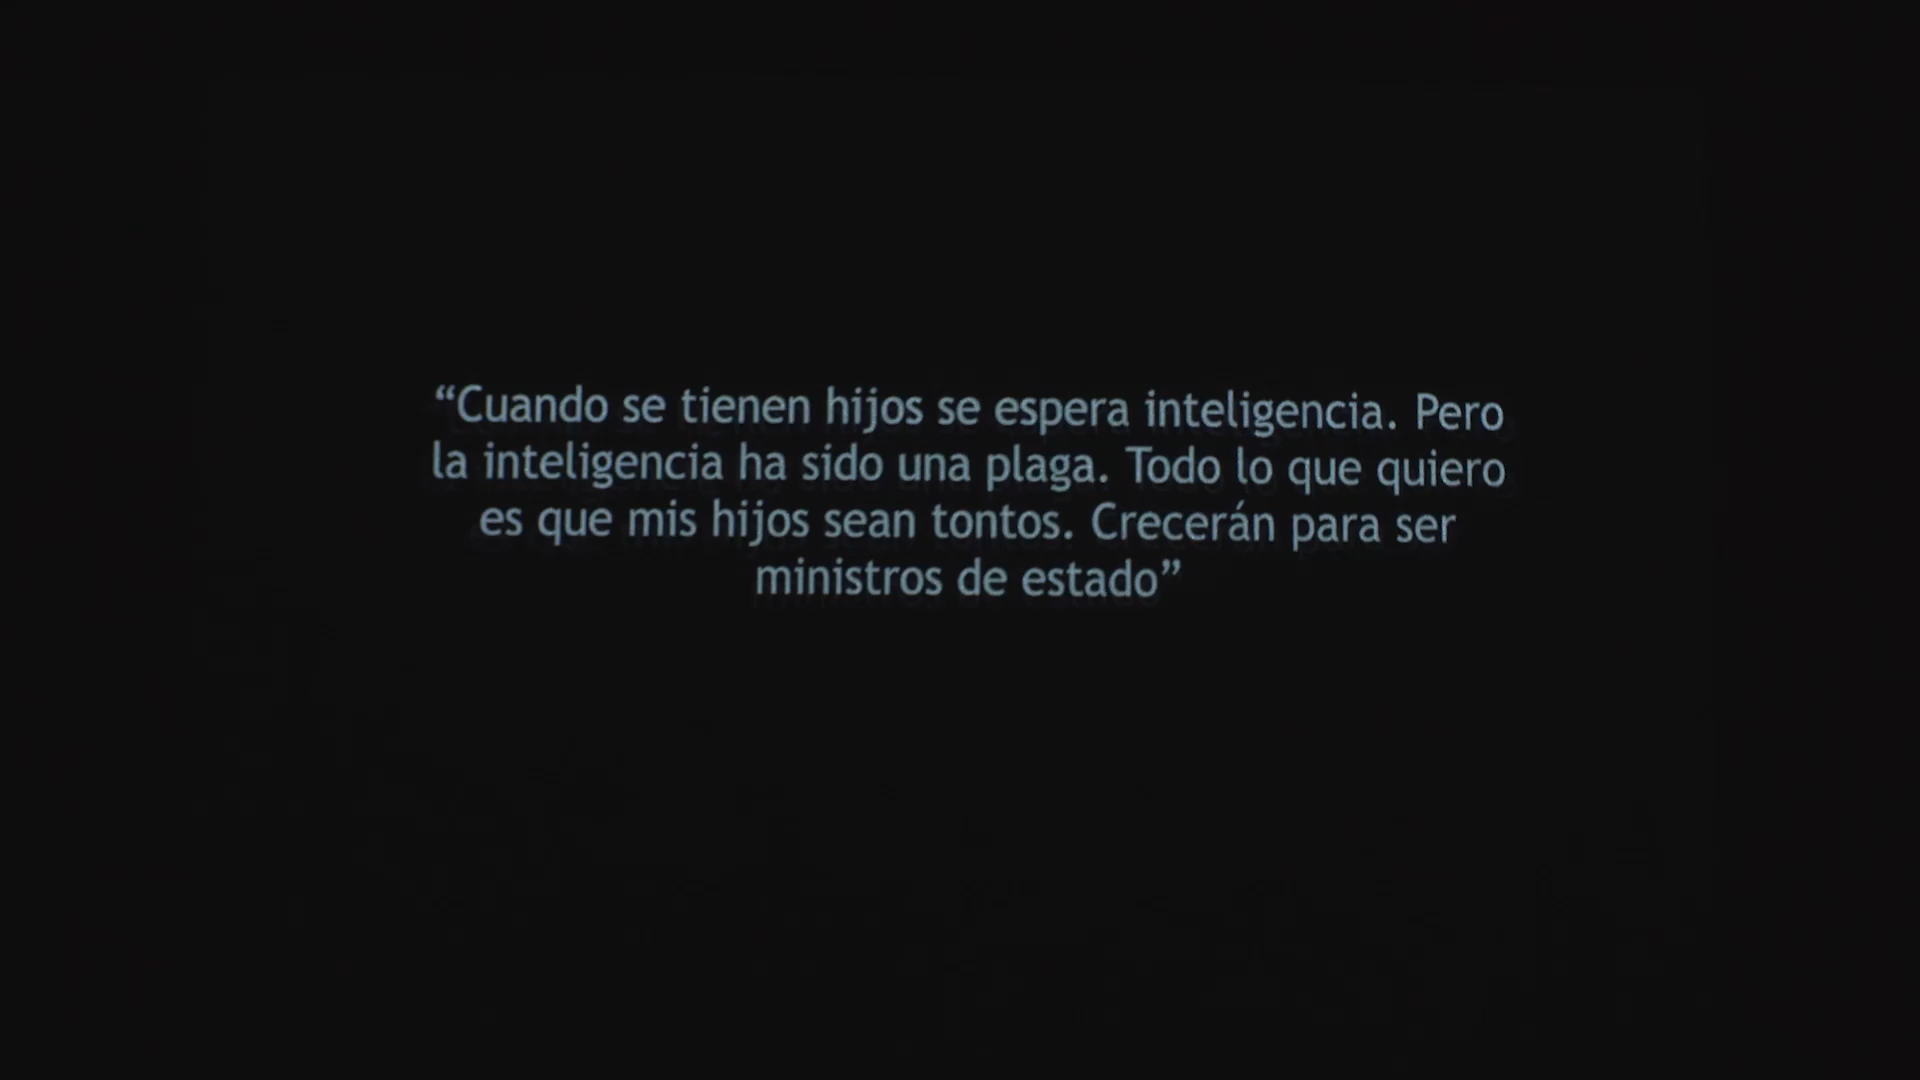 “Cuando se tienen hijos se espera inteligencia. Pero
la inteligencia ha sido una plaga. Todo lo que quiero
es que mis hijos sean tontos. Crecerán para ser
ministros de estado”